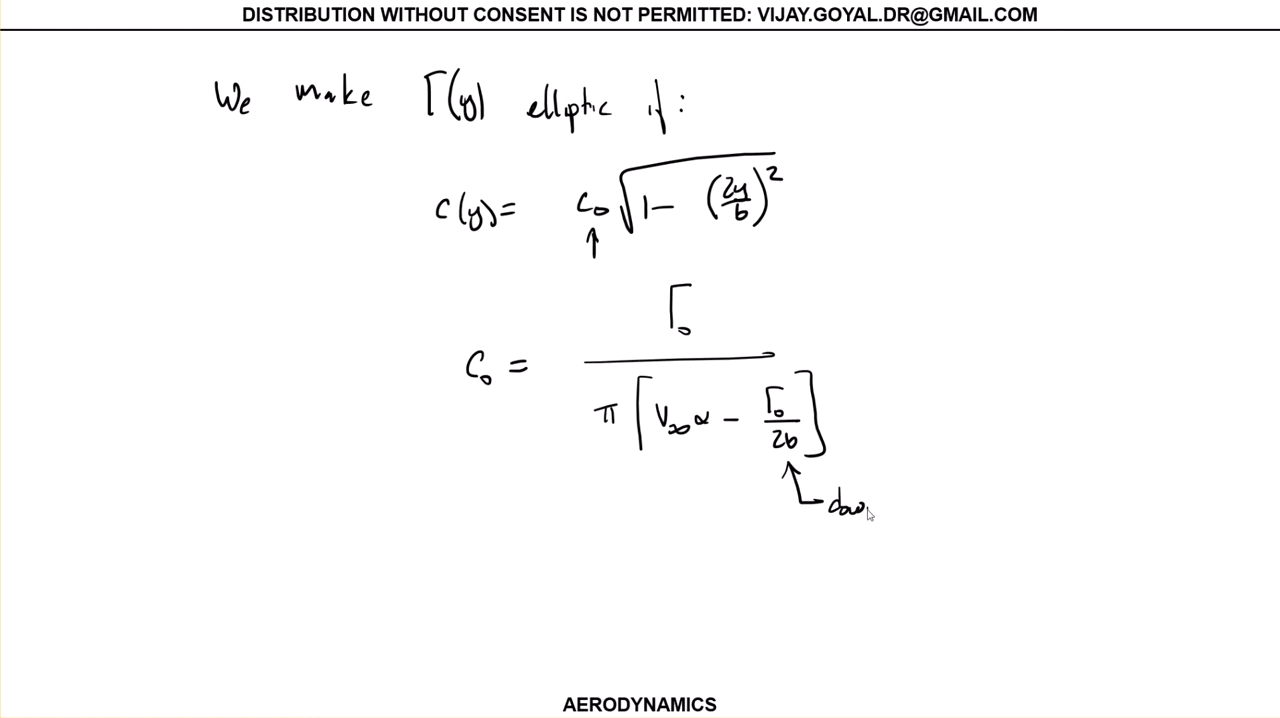 DISTRIBUTION WITHOUT CONSENT IS NOT PERMITTED: VIJAY.GOYAL.DR@GMAIL.COM
We make Γ(y) elliptic if:
c(y) = c₀ √(1 - (2y/b)²)
↑
c₀ = Γ₀ / π [V∞ α - Γ₀/2b]
dow
AERODYNAMICS